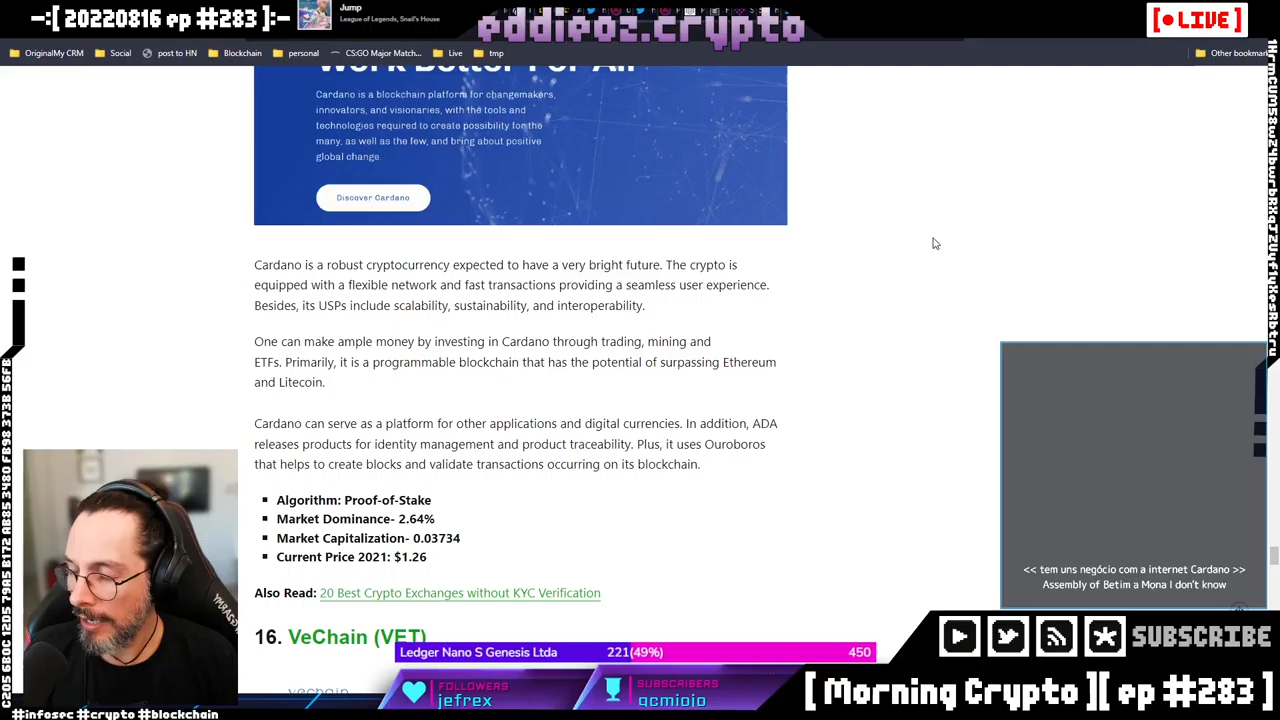 -:[ 20220816 ep #283 ]:-
Jump
League of Legends, Snail's House
eddieoz.crypto
[ • LIVE ]
OriginalMy CRM
Social
post to HN
Blockchain
personal
CS:GO Major Match...
Live
tmp
Other bookmark
Work Better For All
Cardano is a blockchain platform for changemakers,
innovators, and visionaries, with the tools and
technologies required to create possibility for the
many, as well as the few, and bring about positive
global change.
Discover Cardano
Cardano is a robust cryptocurrency expected to have a very bright future. The crypto is
equipped with a flexible network and fast transactions providing a seamless user experience.
Besides, its USPs include scalability, sustainability, and interoperability.
One can make ample money by investing in Cardano through trading, mining and
ETFs. Primarily, it is a programmable blockchain that has the potential of surpassing Ethereum
and Litecoin.
Cardano can serve as a platform for other applications and digital currencies. In addition, ADA
releases products for identity management and product traceability. Plus, it uses Ouroboros
that helps to create blocks and validate transactions occurring on its blockchain.
Algorithm: Proof-of-Stake
Market Dominance- 2.64%
Market Capitalization- 0.03734
Current Price 2021: $1.26
Also Read: 20 Best Crypto Exchanges without KYC Verification
16. VeChain (VET)
vechain
<< tem uns negócio com a internet Cardano >>
Assembly of Betim a Mona I don't know
Ledger Nano S Genesis Ltda
221(49%)
450
FOLLOWERS
jefrex
SUBSCRIBERS
gcmiojo
SUBSCRIBE
[ Morning Crypto ][ ep #283 ]
#infosec #crypto #blockchain